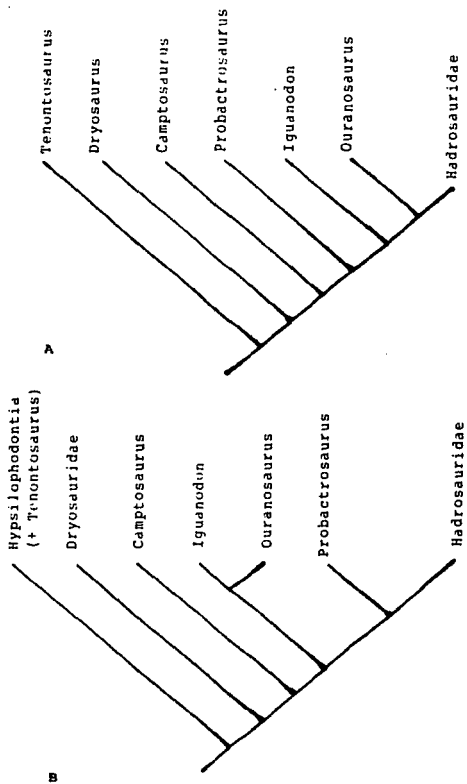 A
Tenontosaurus
Dryosaurus
Camptosaurus
Probactrosaurus
Iguanodon
Ouranosaurus
Hadrosauridae
B
Hypsilophodontia
(+ Tenontosaurus)
Dryosauridae
Camptosaurus
Iguanodon
Ouranosaurus
Probactrosaurus
Hadrosauridae